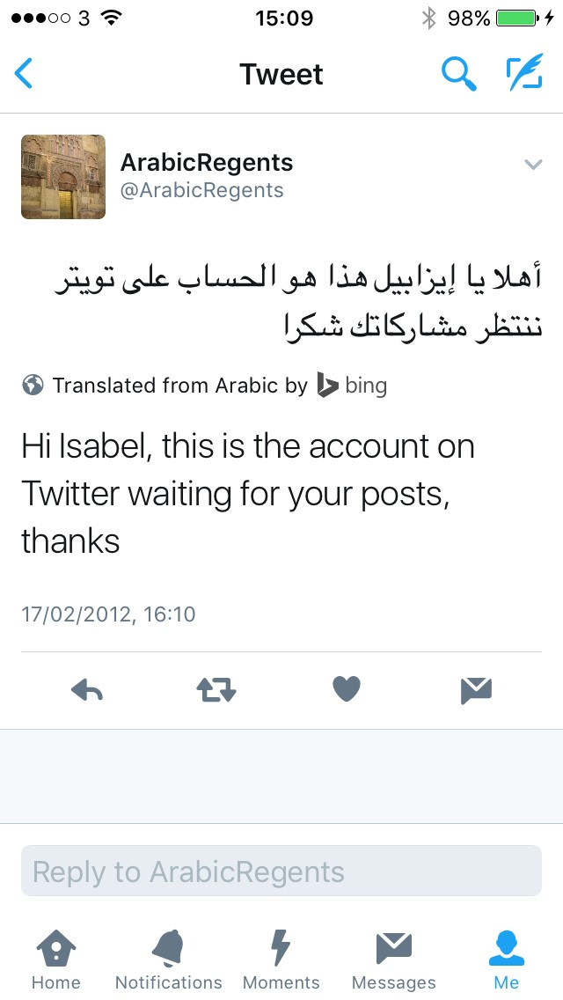 3 15:09 98%
Tweet
ArabicRegents
@ArabicRegents
أهلا يا إيزابيل هذا هو الحساب على تويتر
ننتظر مشاركاتك شكرا
Translated from Arabic by bing
Hi Isabel, this is the account on
Twitter waiting for your posts,
thanks
17/02/2012, 16:10
Reply to ArabicRegents
Home Notifications Moments Messages Me